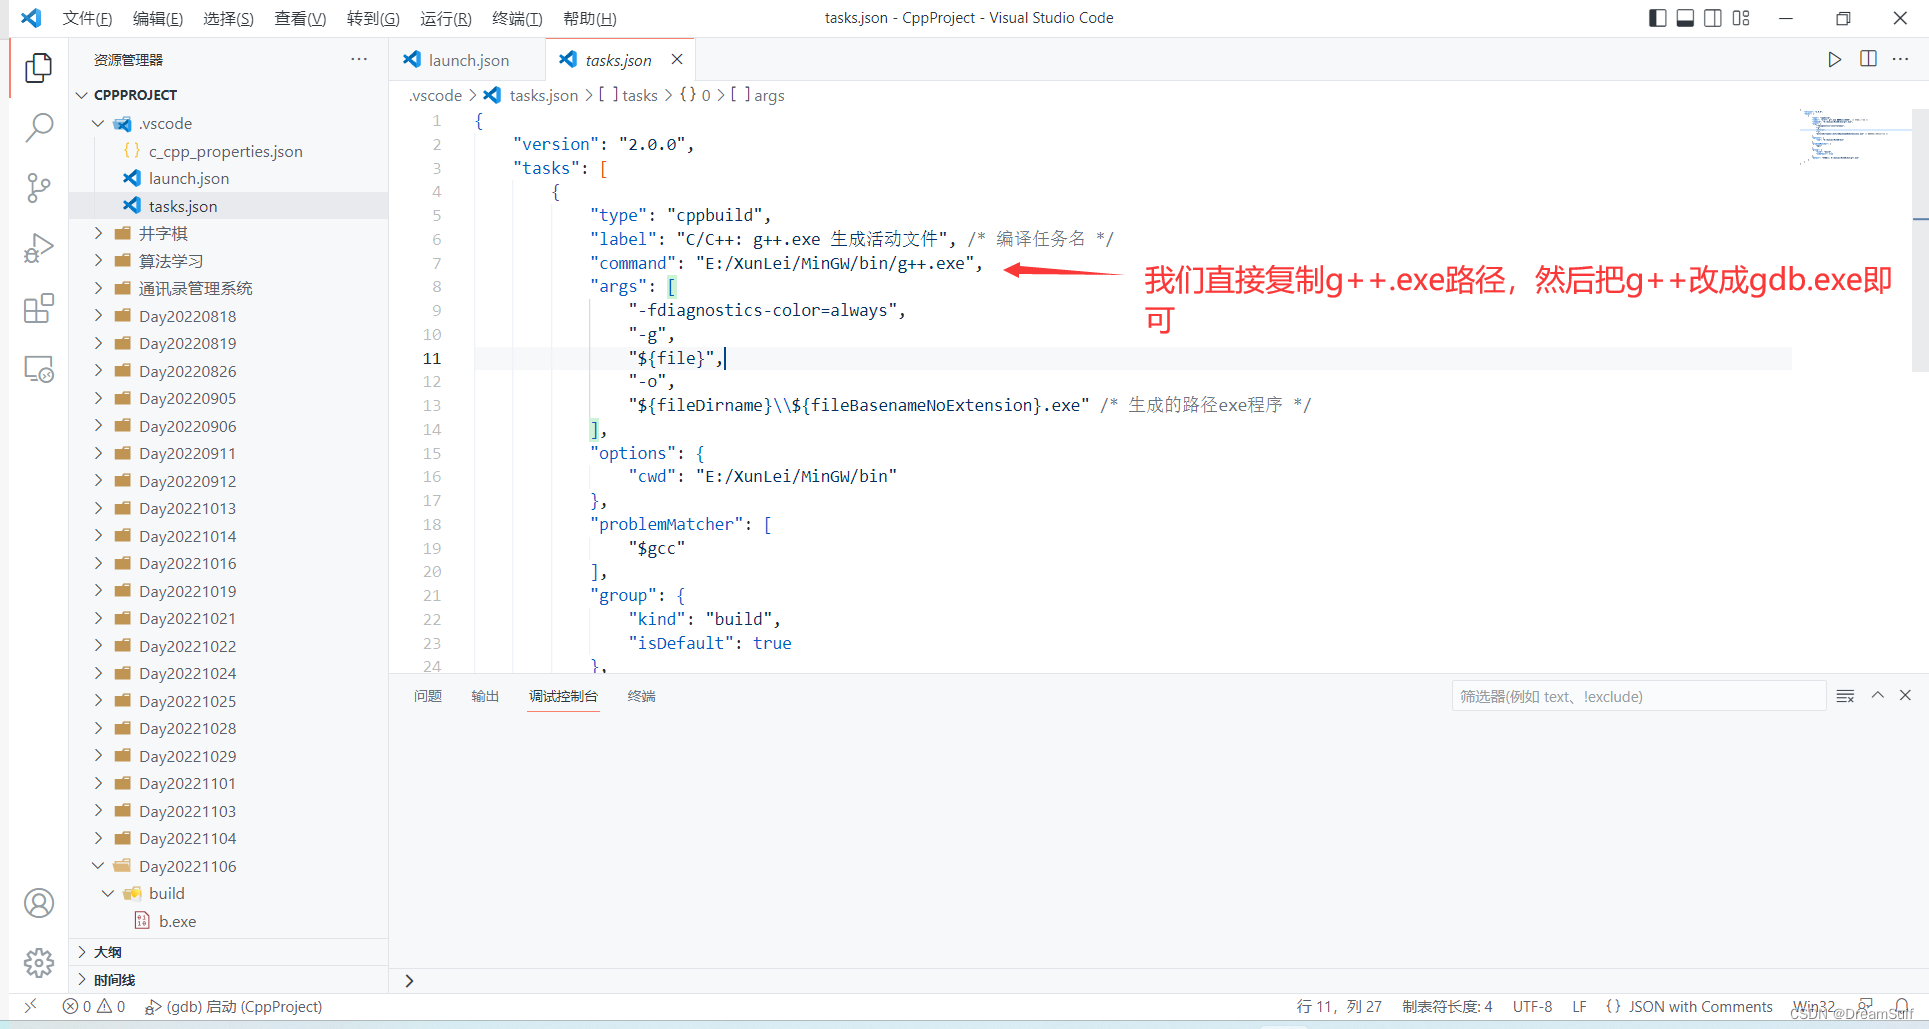 文件(F) 编辑(E) 选择(S) 查看(V) 转到(G) 运行(R) 终端(T) 帮助(H) tasks.json - CppProject - Visual Studio Code
资源管理器
CPPPROJECT
.vscode
c_cpp_properties.json
launch.json
tasks.json
井字棋
算法学习
通讯录管理系统
Day20220818
Day20220819
Day20220826
Day20220905
Day20220906
Day20220911
Day20220912
Day20221013
Day20221014
Day20221016
Day20221019
Day20221021
Day20221022
Day20221024
Day20221025
Day20221028
Day20221029
Day20221101
Day20221103
Day20221104
Day20221106
build
b.exe
大纲
时间线
launch.json tasks.json
.vscode > tasks.json > [ ] tasks > {} 0 > [ ] args
1 {
2 "version": "2.0.0",
3 "tasks": [
4 {
5 "type": "cppbuild",
6 "label": "C/C++: g++.exe 生成活动文件", /* 编译任务名 */
7 "command": "E:/XunLei/MinGW/bin/g++.exe",
8 "args": [
9 "-fdiagnostics-color=always",
10 "-g",
11 "${file}",
12 "-o",
13 "${fileDirname}\\${fileBasenameNoExtension}.exe" /* 生成的路径exe程序 */
14 ],
15 "options": {
16 "cwd": "E:/XunLei/MinGW/bin"
17 },
18 "problemMatcher": [
19 "$gcc"
20 ],
21 "group": {
22 "kind": "build",
23 "isDefault": true
24 },
我们直接复制g++.exe路径，然后把g++改成gdb.exe即
可
问题 输出 调试控制台 终端 筛选器(例如 text、!exclude)
0 0 (gdb) 启动 (CppProject) 行 11，列 27 制表符长度: 4 UTF-8 LF {} JSON with Comments Win32
CSDN @DreamSuff